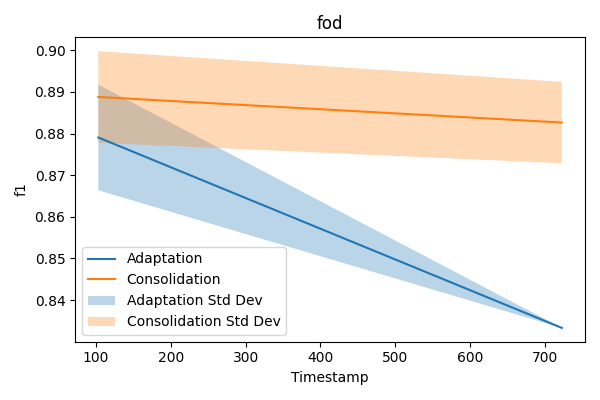 fod
0.90
0.89
0.88
0.87
0.86
0.85
0.84
f1
Adaptation
Consolidation
Adaptation Std Dev
Consolidation Std Dev
100 200 300 400 500 600 700
Timestamp